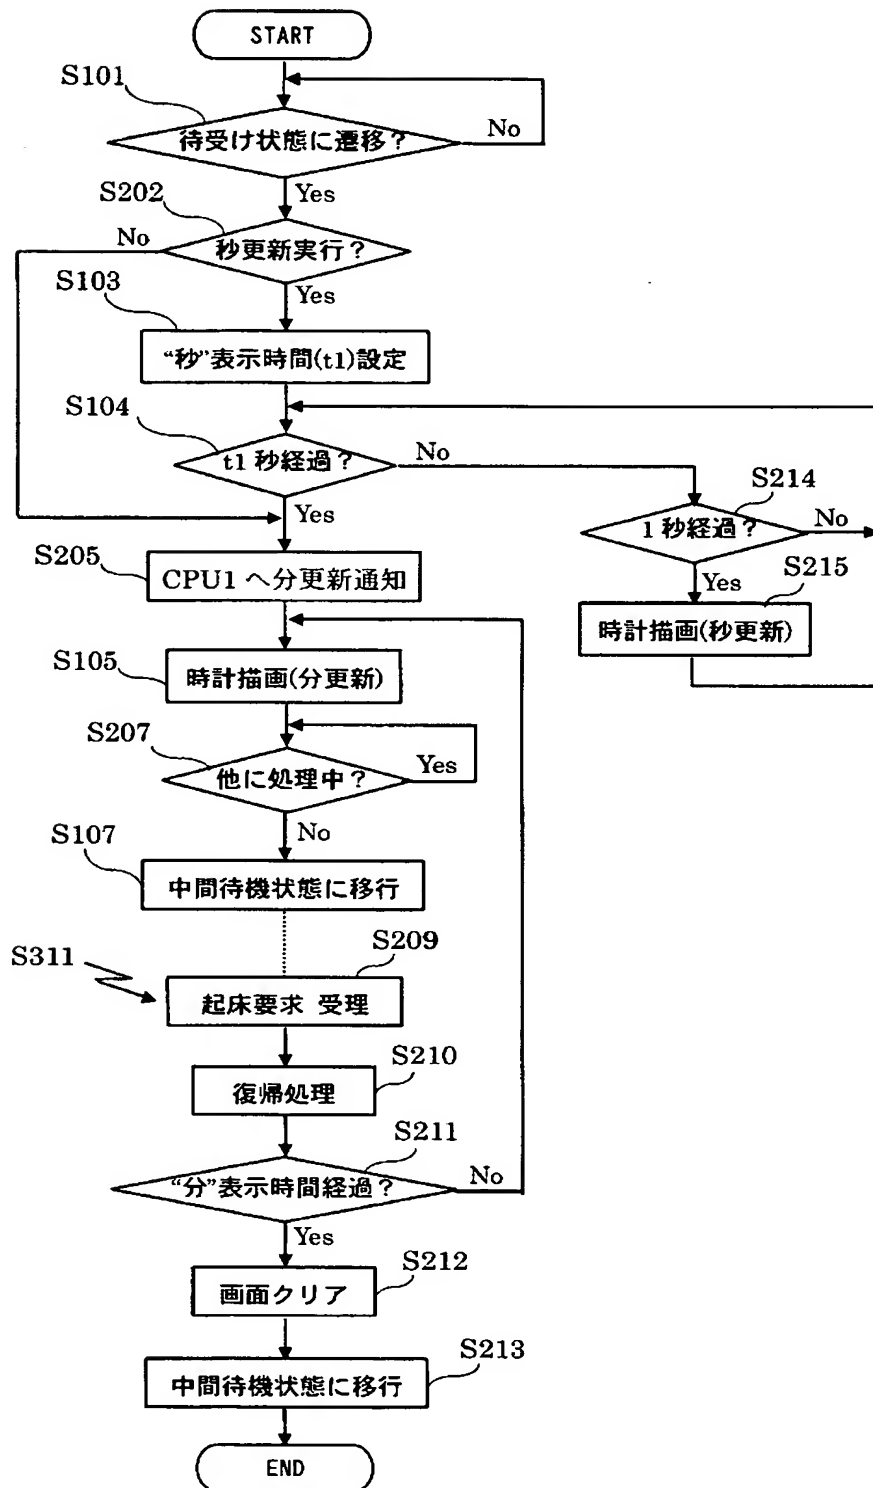 START
S101
待受け状態に遷移？
No
Yes
S202
No
秒更新実行？
S103
Yes
“秒”表示時間(t1)設定
S104
t1 秒経過？
No
S214
1 秒経過？
No
Yes
Yes
S205
CPU1 へ分更新通知
S215
時計描画(秒更新)
S105
時計描画(分更新)
S207
他に処理中？
Yes
No
S107
中間待機状態に移行
S311
S209
起床要求 受理
S210
復帰処理
S211
“分”表示時間経過？
No
Yes
S212
画面クリア
S213
中間待機状態に移行
END